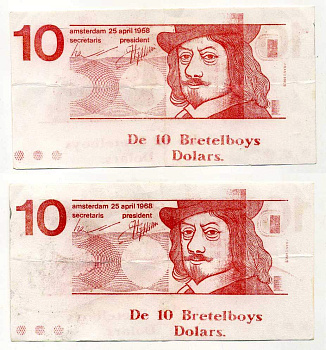 10
amsterdam 25 april 1968
secretaris president
De 10 Bretelboys
Dolars.
10
amsterdam 25 april 1968
secretaris president
De 10 Bretelboys
Dolars.